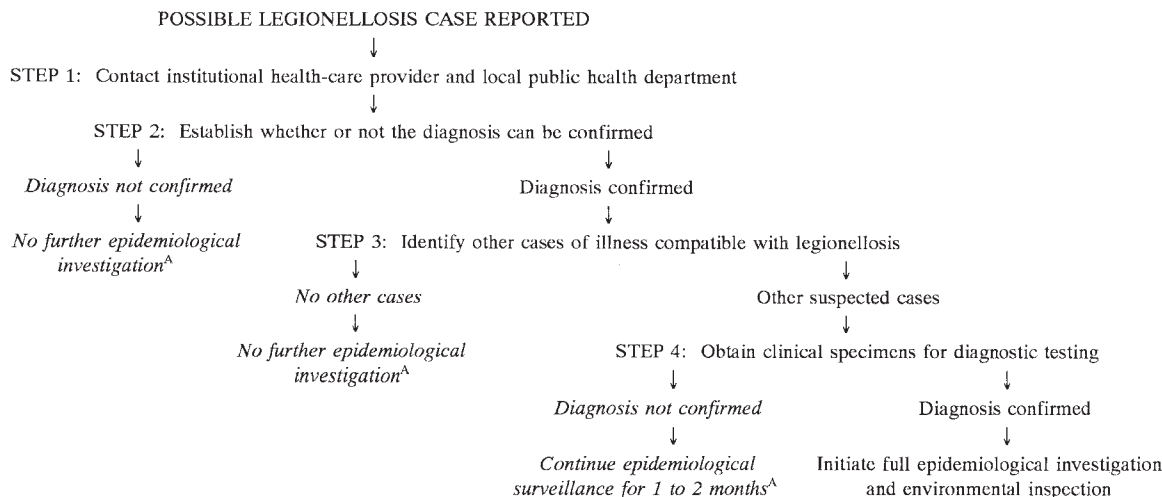 POSSIBLE LEGIONELLOSIS CASE REPORTED
STEP 1: Contact institutional health-care provider and local public health department
STEP 2: Establish whether or not the diagnosis can be confirmed
Diagnosis not confirmed
Diagnosis confirmed
No further epidemiological
investigationᴬ
STEP 3: Identify other cases of illness compatible with legionellosis
No other cases
Other suspected cases
No further epidemiological
investigationᴬ
STEP 4: Obtain clinical specimens for diagnostic testing
Diagnosis not confirmed
Diagnosis confirmed
Continue epidemiological
surveillance for 1 to 2 monthsᴬ
Initiate full epidemiological investigation
and environmental inspection